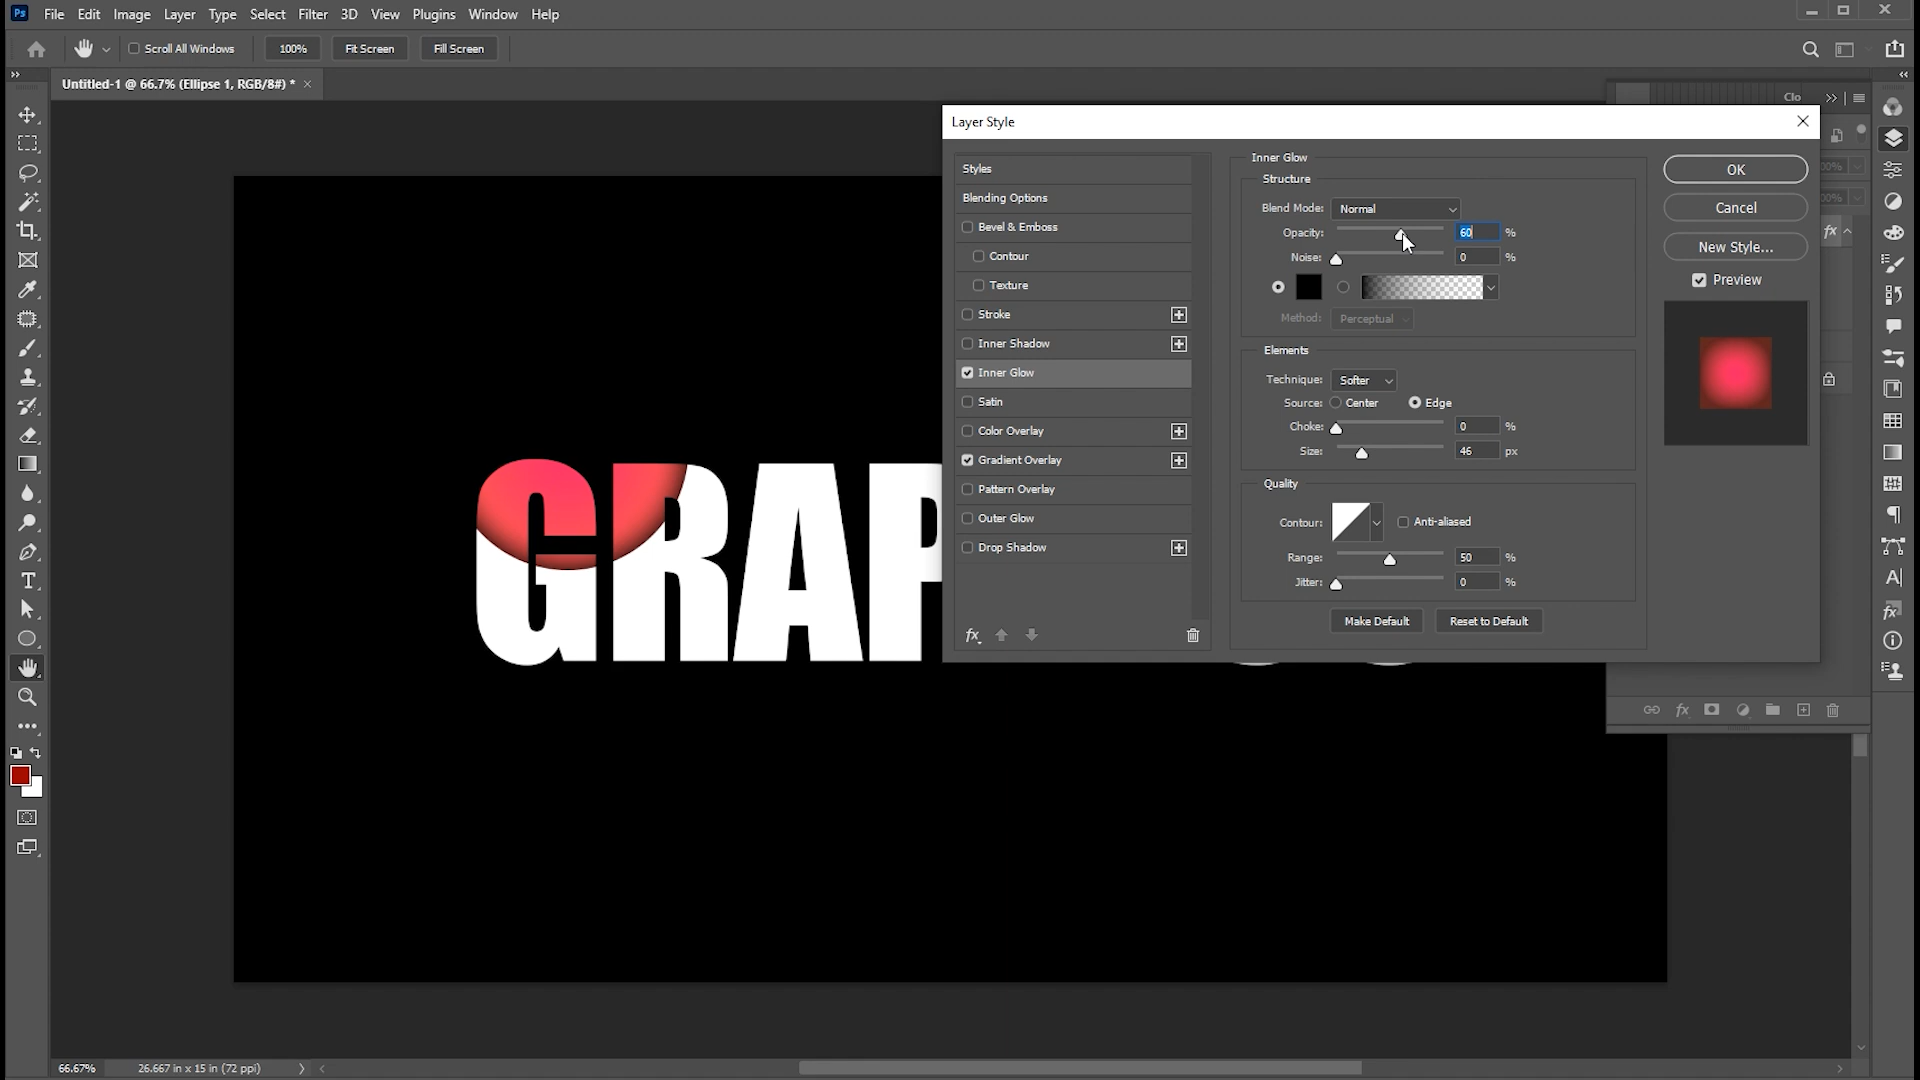 Ps File Edit Image Layer Type Select Filter 3D View Plugins Window Help
Scroll All Windows 100% Fit Screen Fill Screen
Untitled-1 @ 66.7% (Ellipse 1, RGB/8#) *
Clo
Layer Style
Styles
Blending Options
Bevel & Emboss
Contour
Texture
Stroke
Inner Shadow
Inner Glow
Satin
Color Overlay
Gradient Overlay
Pattern Overlay
Outer Glow
Drop Shadow
fx
Inner Glow
Structure
Blend Mode: Normal
Opacity: 60 %
Noise: 0 %
Method: Perceptual
Elements
Technique: Softer
Source: Center Edge
Choke: 0 %
Size: 46 px
Quality
Contour: Anti-aliased
Range: 50 %
Jitter: 0 %
Make Default Reset to Default
OK
Cancel
New Style...
Preview
fx
GRAP
fx
66.67% 26.667 in x 15 in (72 ppi)